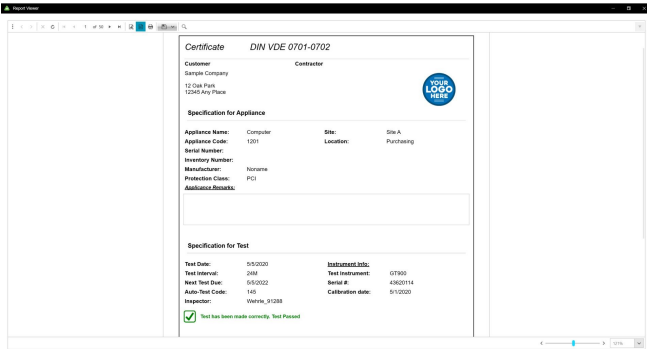 Report Viewer
1 of 30
Certificate DIN VDE 0701-0702
Customer Contractor
Sample Company
12 Oak Park
12345 Any Place
YOUR
LOGO
HERE
Specification for Appliance
Appliance Name: Computer Site: Site A
Appliance Code: 1201 Location: Purchasing
Serial Number:
Inventory Number:
Manufacturer: Noname
Protection Class: PCI
Applicance Remarks:
Specification for Test
Test Date: 5/5/2020 Instrument Info:
Test Interval: 24M Test Instrument: GT900
Next Test Due: 5/5/2022 Serial #: 43620114
Auto-Test Code: 145 Calibration date: 5/1/2020
Inspector: Wehrle_91288
Test has been made correctly. Test Passed